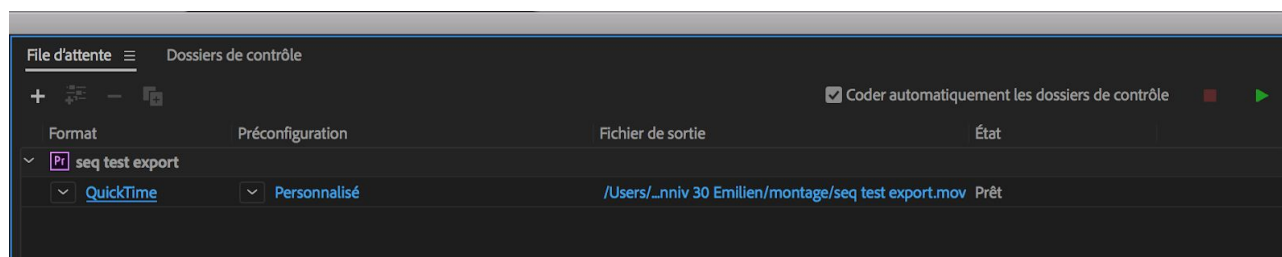 File d'attente Dossiers de contrôle
Coder automatiquement les dossiers de contrôle
Format Préconfiguration Fichier de sortie État
Pr seq test export
QuickTime Personnalisé /Users/...nniv 30 Emilien/montage/seq test export.mov Prêt